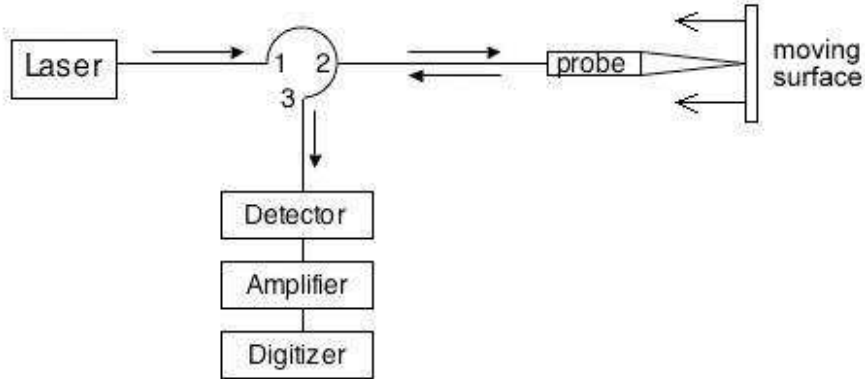 Laser
1
2
3
probe
moving
surface
Detector
Amplifier
Digitizer